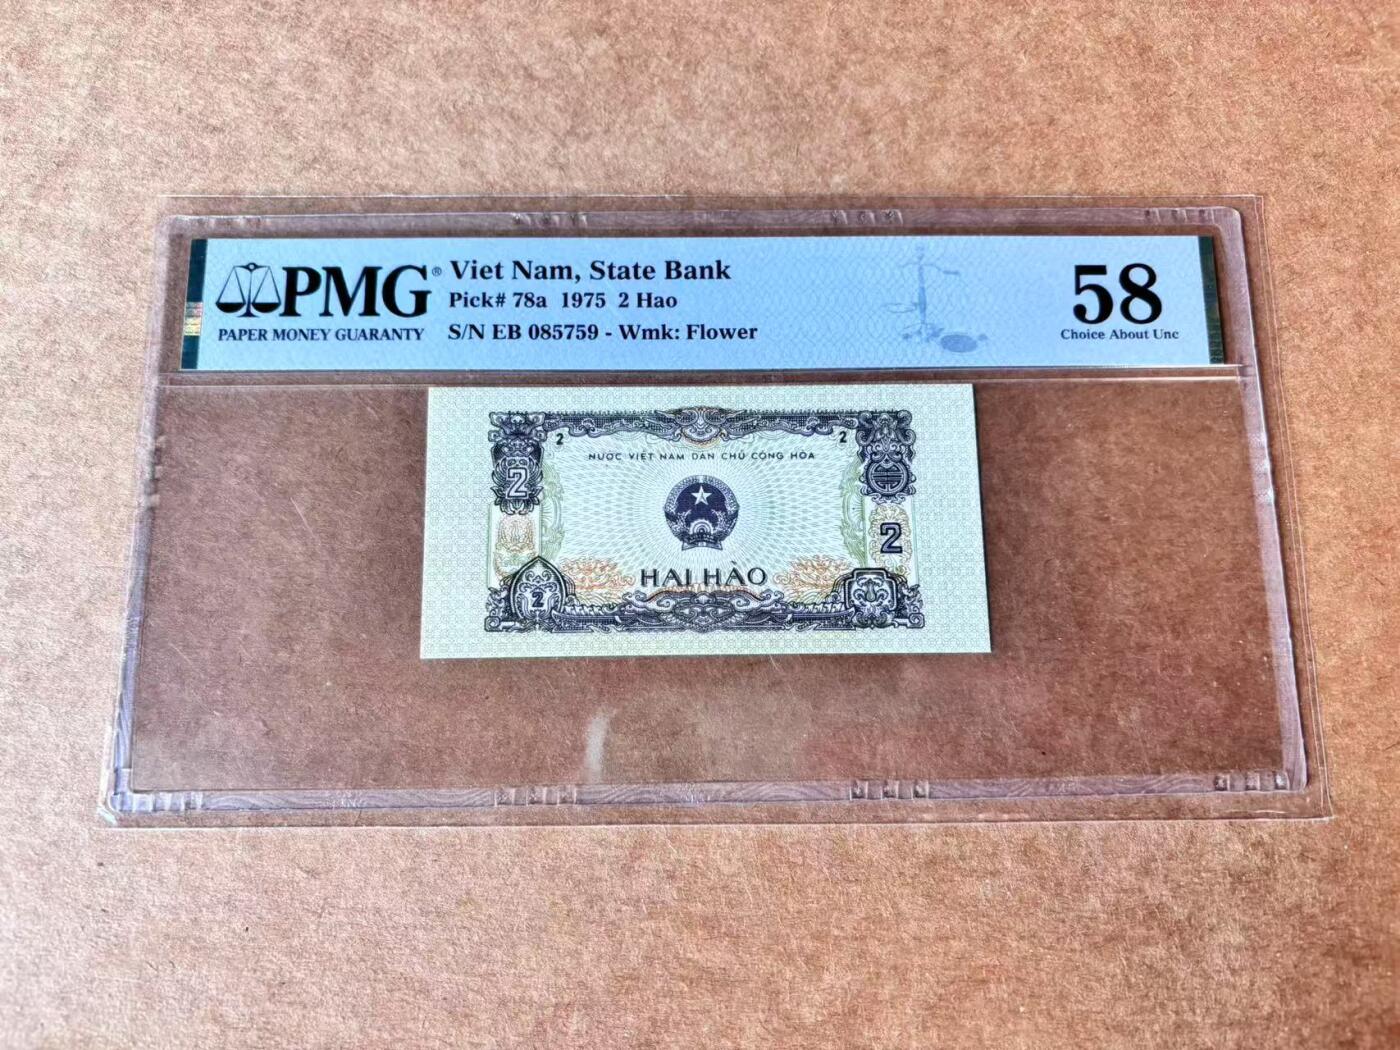 PMG® Viet Nam, State Bank
Pick# 78a 1975 2 Hao
PAPER MONEY GUARANTY S/N EB 085759 - Wmk: Flower
58
Choice About Unc
2 2
NƯỚC VIỆT NAM DÂN CHỦ CỘNG HÒA
2
2
HAI HÀO
2